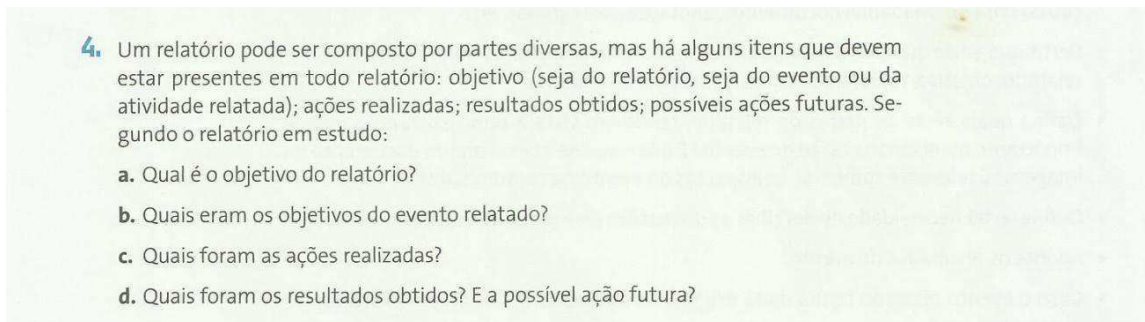 4. Um relatório pode ser composto por partes diversas, mas há alguns itens que devem
estar presentes em todo relatório: objetivo (seja do relatório, seja do evento ou da
atividade relatada); ações realizadas; resultados obtidos; possíveis ações futuras. Se-
gundo o relatório em estudo:
a. Qual é o objetivo do relatório?
b. Quais eram os objetivos do evento relatado?
c. Quais foram as ações realizadas?
d. Quais foram os resultados obtidos? E a possível ação futura?